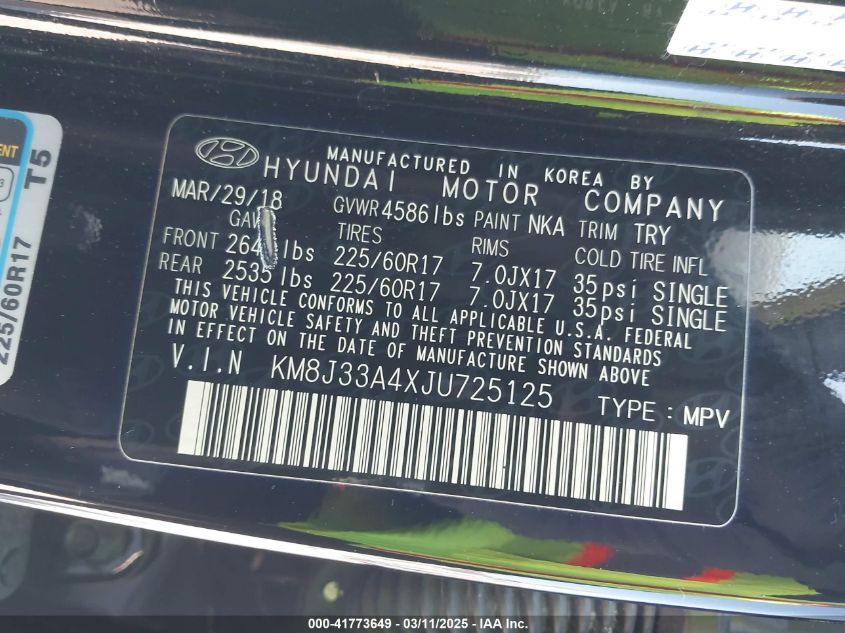 MANUFACTURED IN KOREA BY
HYUNDAI MOTOR COMPANY
MAR/29/18 GVWR 4586 lbs PAINT NKA TRIM TRY
TIRES RIMS COLD TIRE INFL
FRONT lbs 225/60R17 7.0JX17 35psi SINGLE
REAR 2535 lbs 225/60R17 7.0JX17 35psi SINGLE
THIS VEHICLE CONFORMS TO ALL APPLICABLE U.S.A. FEDERAL
MOTOR VEHICLE SAFETY AND THEFT PREVENTION STANDARDS
IN EFFECT ON THE DATE OF MANUFACTURE SHOWN ABOVE
V.I.N KM8J33A4XJU725125 TYPE : MPV
T5
225/60R17
000-41773649 / 03/11/2025 - IAA Inc.